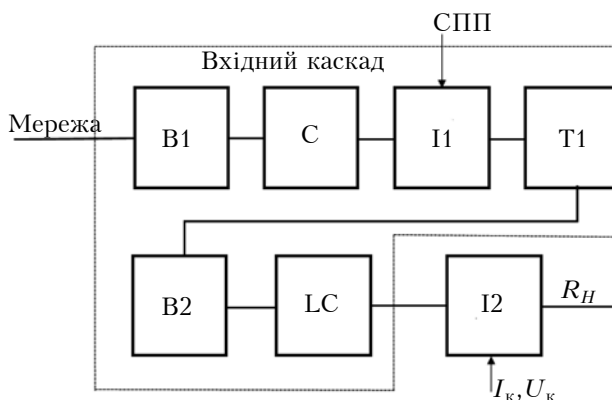 СПП
Вхідний каскад
Мережа
В1
С
І1
Т1
В2
LC
І2
R_H
I_к, U_к